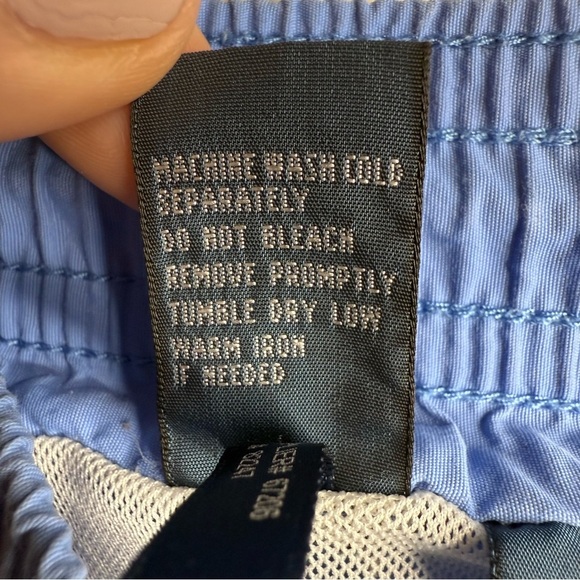 MACHINE WASH COLD
SEPARATELY
DO NOT BLEACH
REMOVE PROMPTLY
TUMBLE DRY LOW
WARM IRON
IF NEEDED